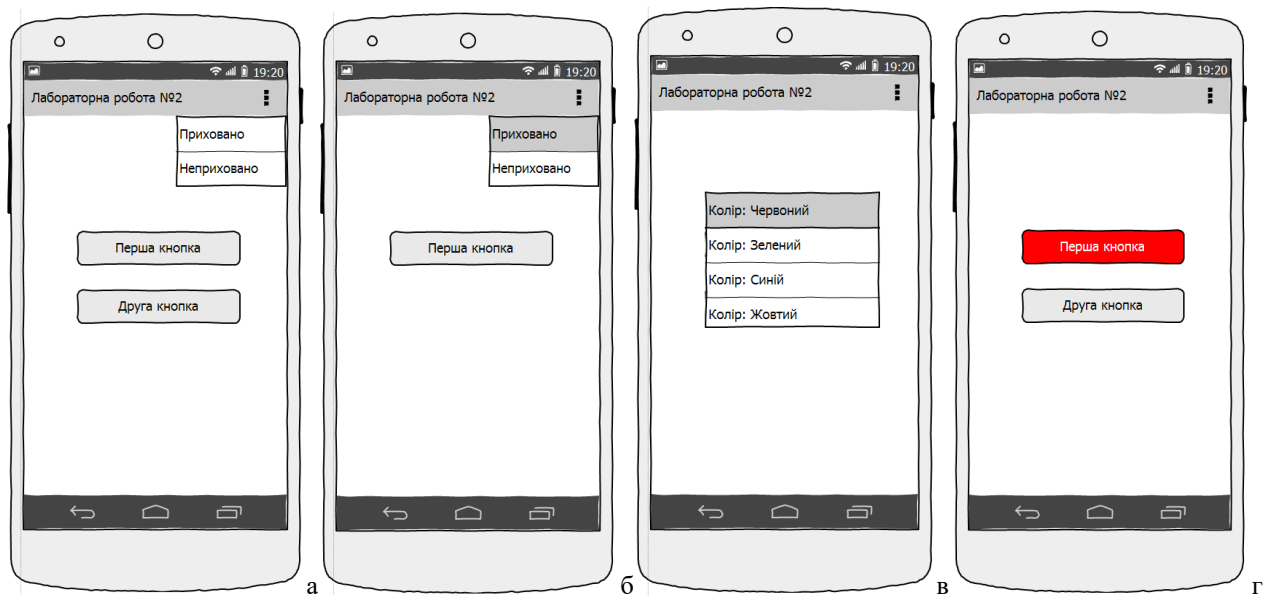 19:20
Лабораторна робота №2
Приховано
Неприховано
Перша кнопка
Друга кнопка
а
19:20
Лабораторна робота №2
Приховано
Неприховано
Перша кнопка
б
19:20
Лабораторна робота №2
Колір: Червоний
Колір: Зелений
Колір: Синій
Колір: Жовтий
в
19:20
Лабораторна робота №2
Перша кнопка
Друга кнопка
г